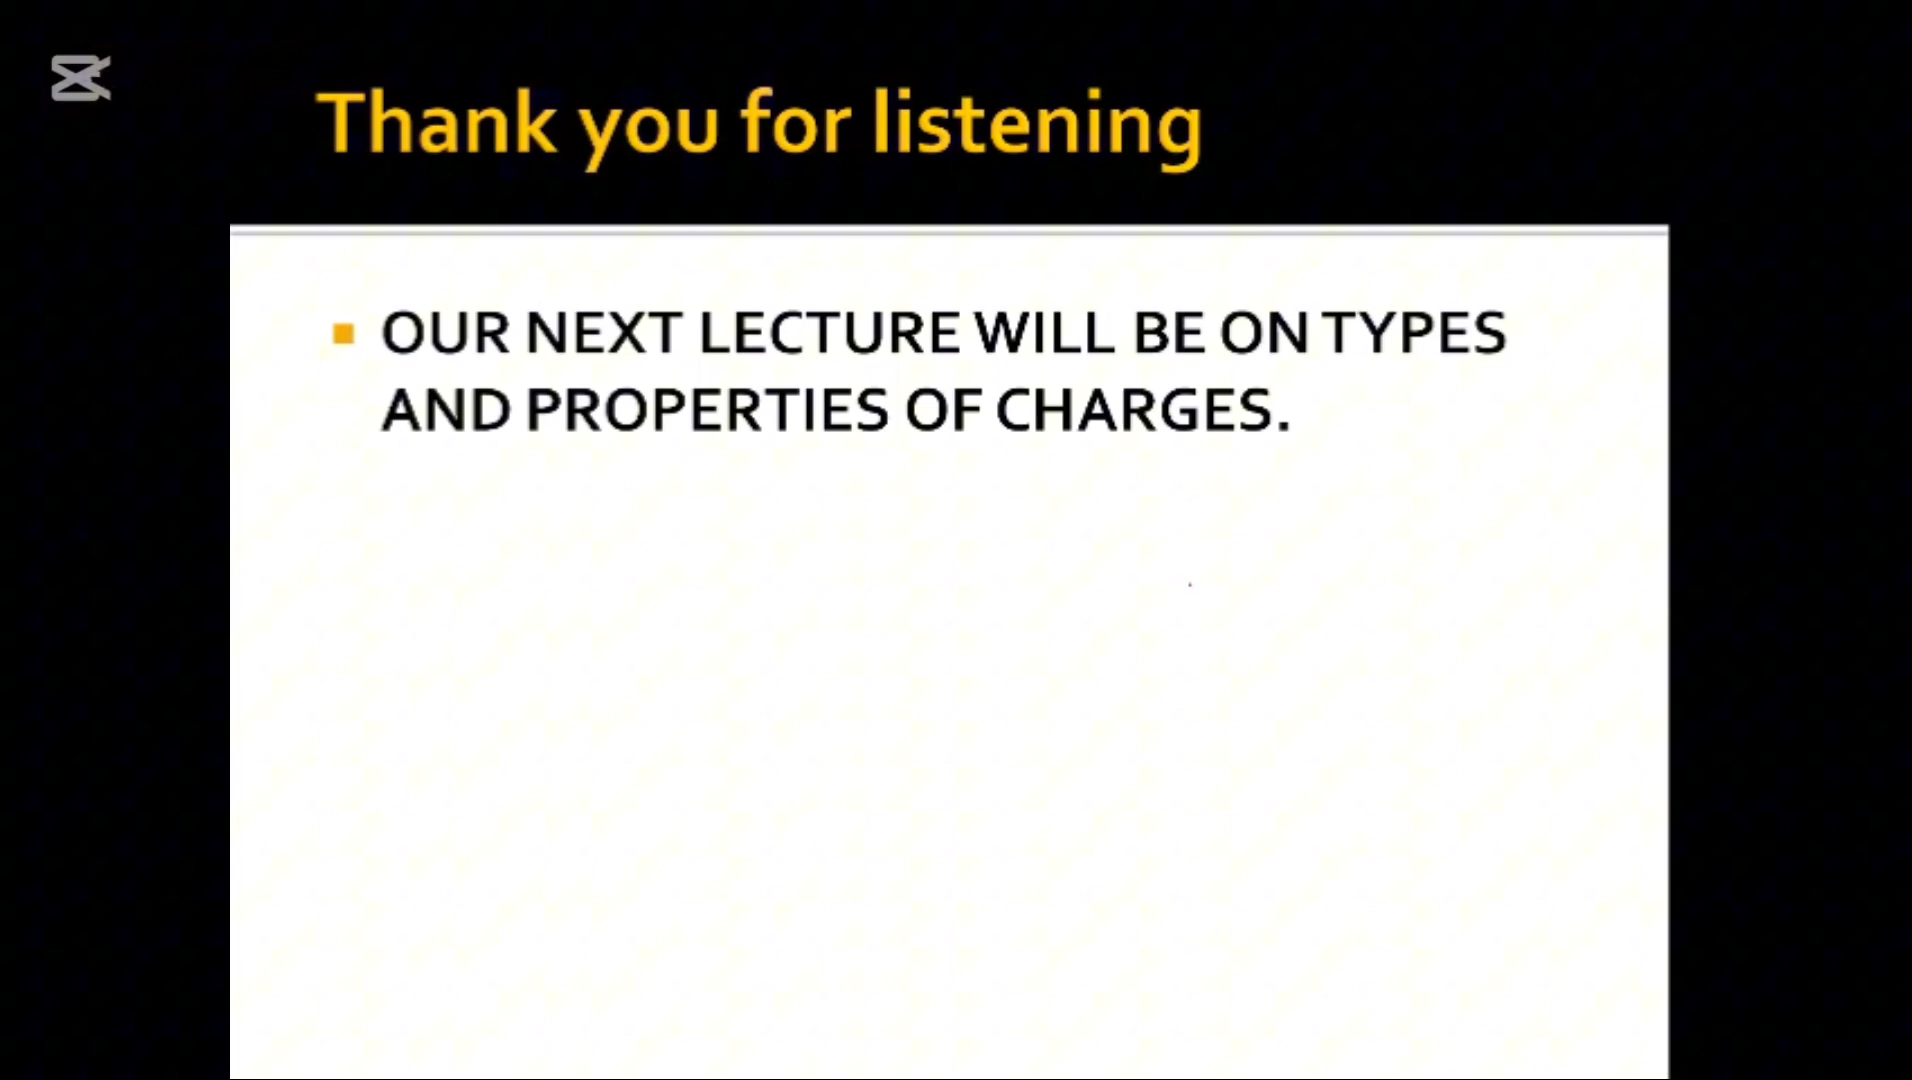 Thank you for listening
OUR NEXT LECTURE WILL BE ON TYPES
AND PROPERTIES OF CHARGES.